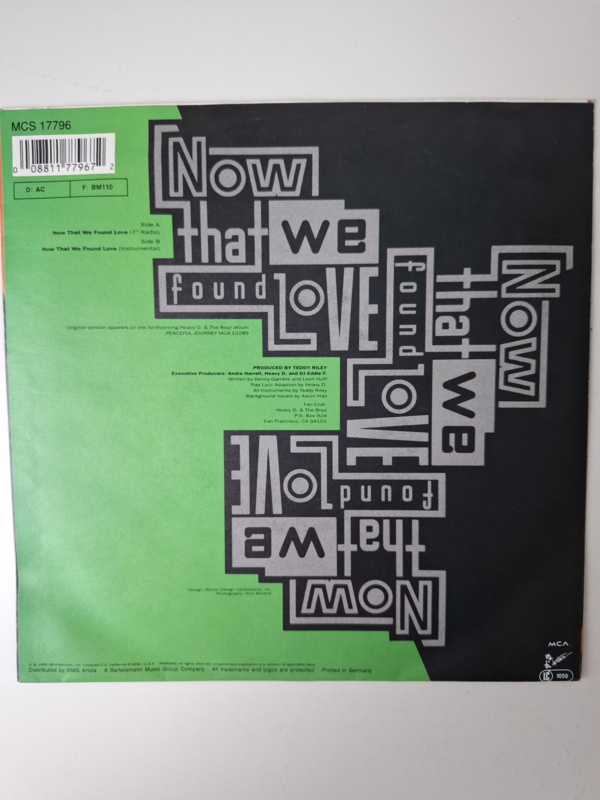 MCS 17796
0 08811 77967 2
D: AC F: BM110
Side A
Now That We Found Love (7" Radio)
Side B
Now That We Found Love (Instrumental)
Original version appears on the forthcoming Heavy D. & The Boyz album
PEACEFUL JOURNEY MCA-10289
PRODUCED BY TEDDY RILEY
Executive Producers: Andre Harrell, Heavy D. and DJ Eddie F.
Written by Kenny Gamble and Leon Huff
Rap Lyric Adaption by Heavy D.
All Instruments by Teddy Riley
Background Vocals by Aaron Hall
Fan Club:
Heavy D. & The Boyz
P.O. Box 924
San Francisco, CA 94101
Now
that we
found LOVE
Now
that we
found LOVE
Now
that we
found LOVE
Distributed by BMG Ariola · A Bertelsmann Music Group Company · All trademarks and logos are protected · Printed in Germany
MCA
LC 1056